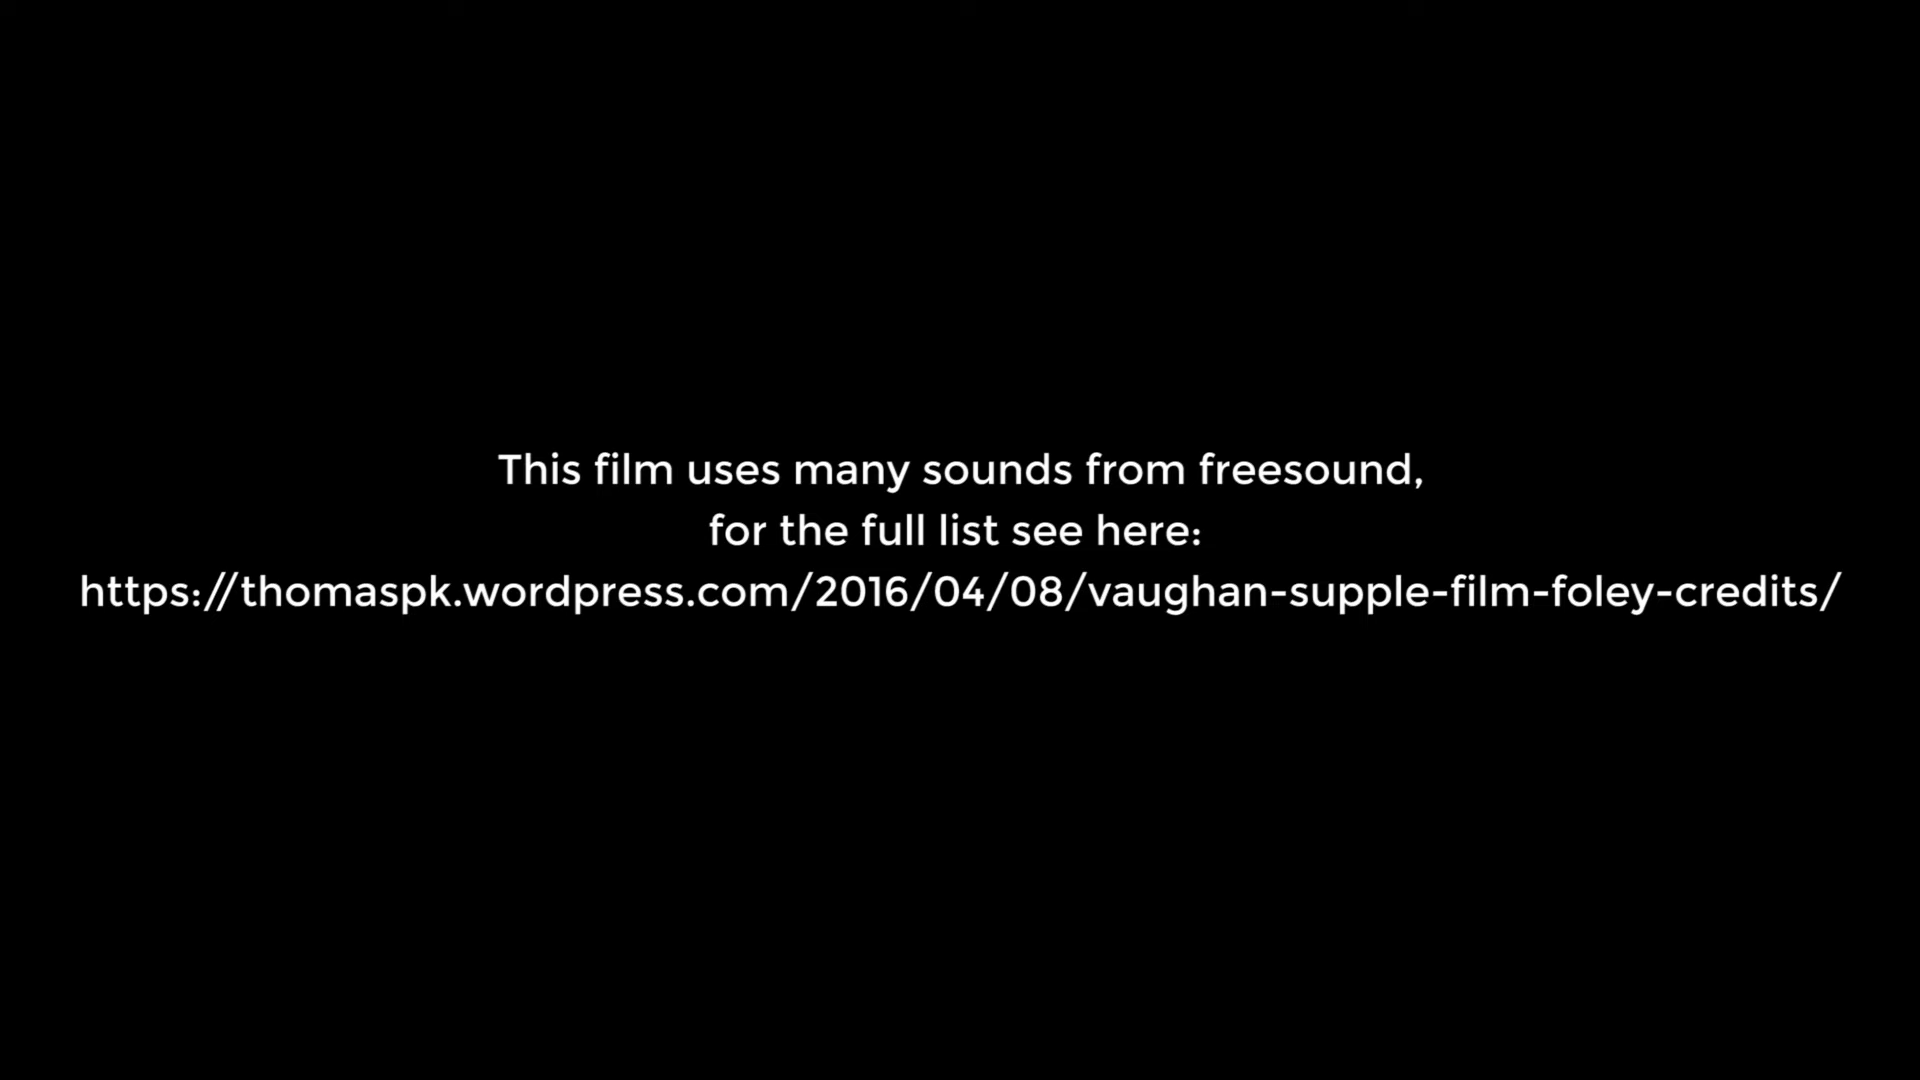 This film uses many sounds from freesound,
for the full list see here:
https://thomaspk.wordpress.com/2016/04/08/vaughan-supple-film-foley-credits/